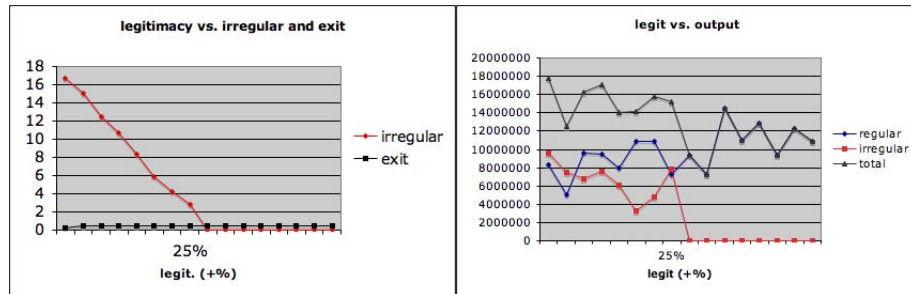 legitimacy vs. irregular and exit
18
16
14
12
10
8
6
4
2
0
25%
legit. (+%)
irregular
exit
legit vs. output
20000000
18000000
16000000
14000000
12000000
10000000
8000000
6000000
4000000
2000000
0
25%
legit (+%)
regular
irregular
total